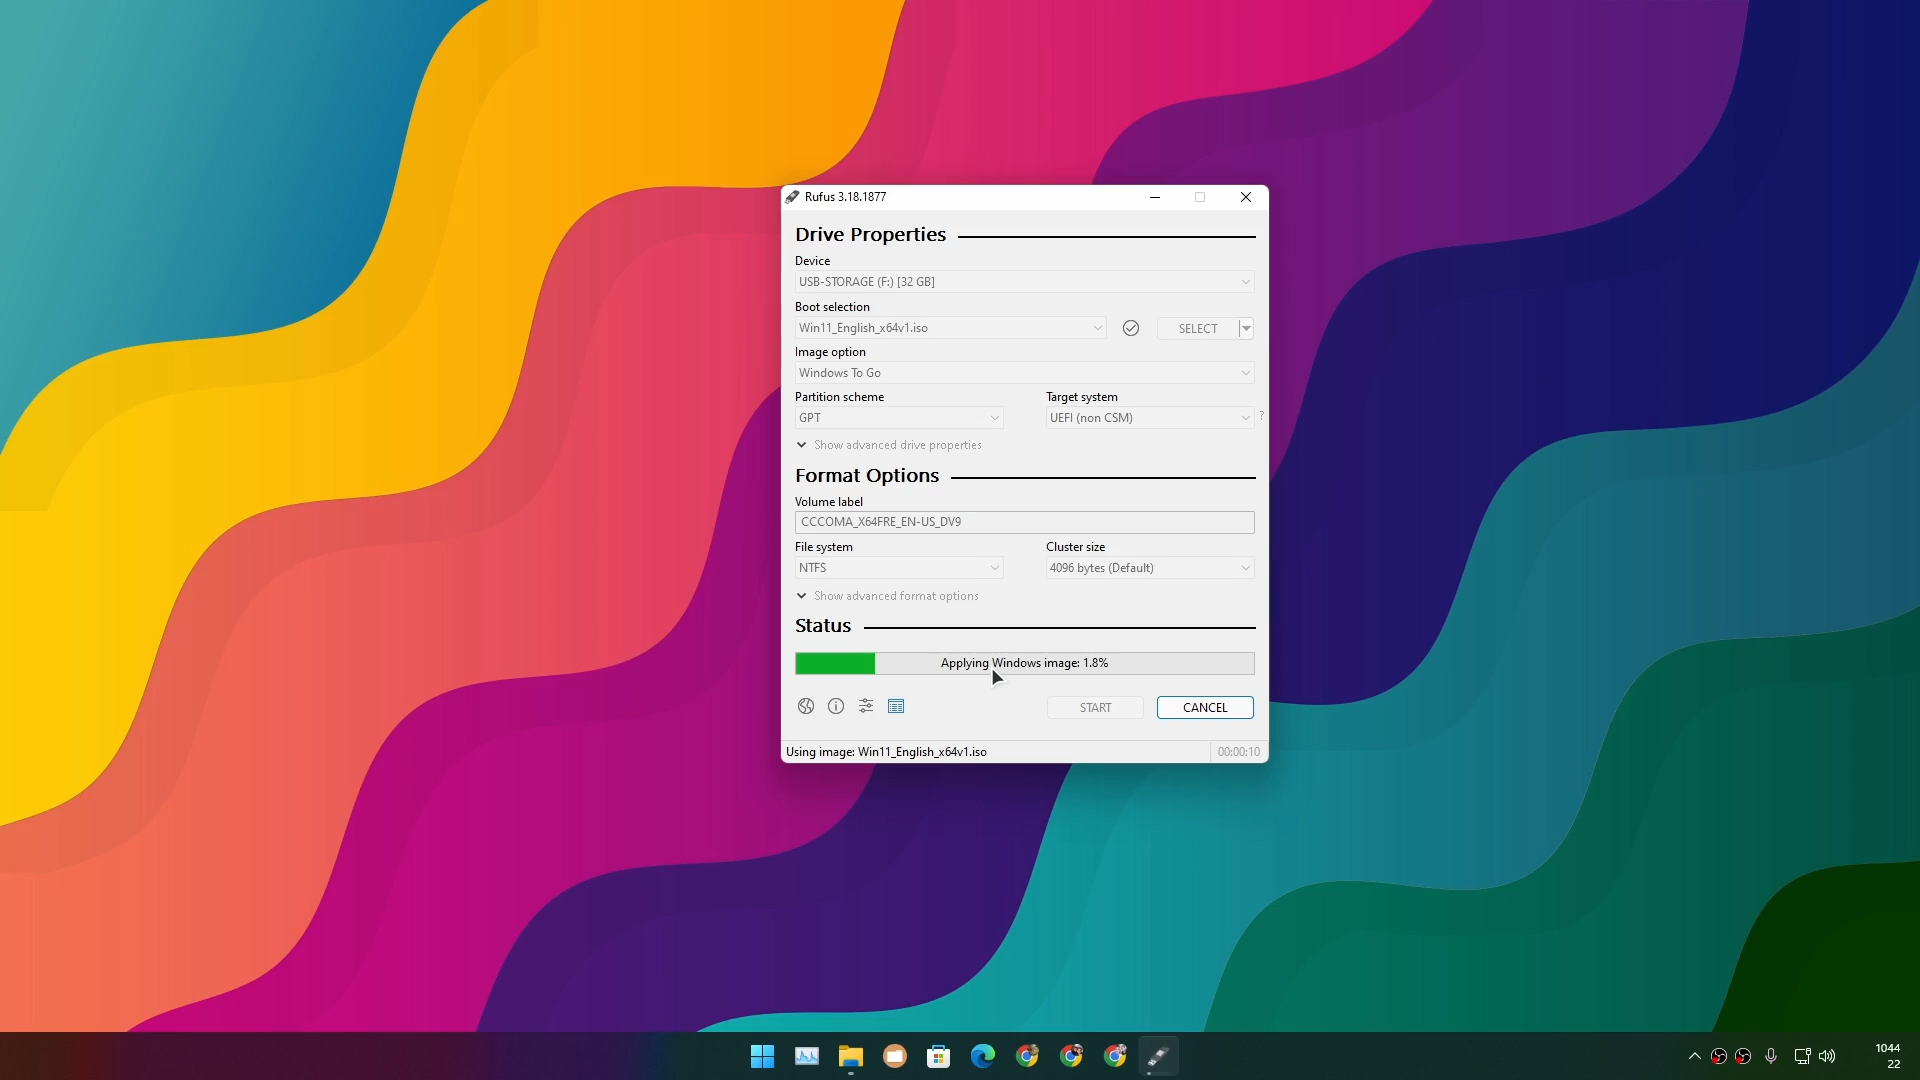 Rufus 3.18.1877
Drive Properties
Device
USB-STORAGE (F:) [32 GB]
Boot selection
Win11_English_x64v1.iso
SELECT
Image option
Windows To Go
Partition scheme
Target system
GPT
UEFI (non CSM)
?
Show advanced drive properties
Format Options
Volume label
CCCOMA_X64FRE_EN-US_DV9
File system
Cluster size
NTFS
4096 bytes (Default)
Show advanced format options
Status
Applying Windows image: 1.8%
START
CANCEL
Using image: Win11_English_x64v1.iso
00:00:10
1044
22